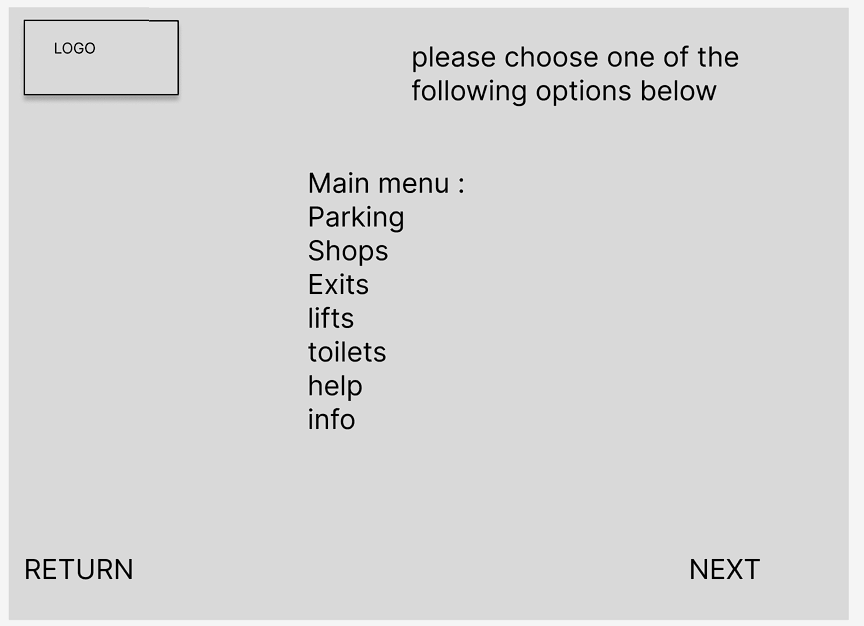 LOGO
please choose one of the
following options below
Main menu :
Parking
Shops
Exits
lifts
toilets
help
info
RETURN
NEXT